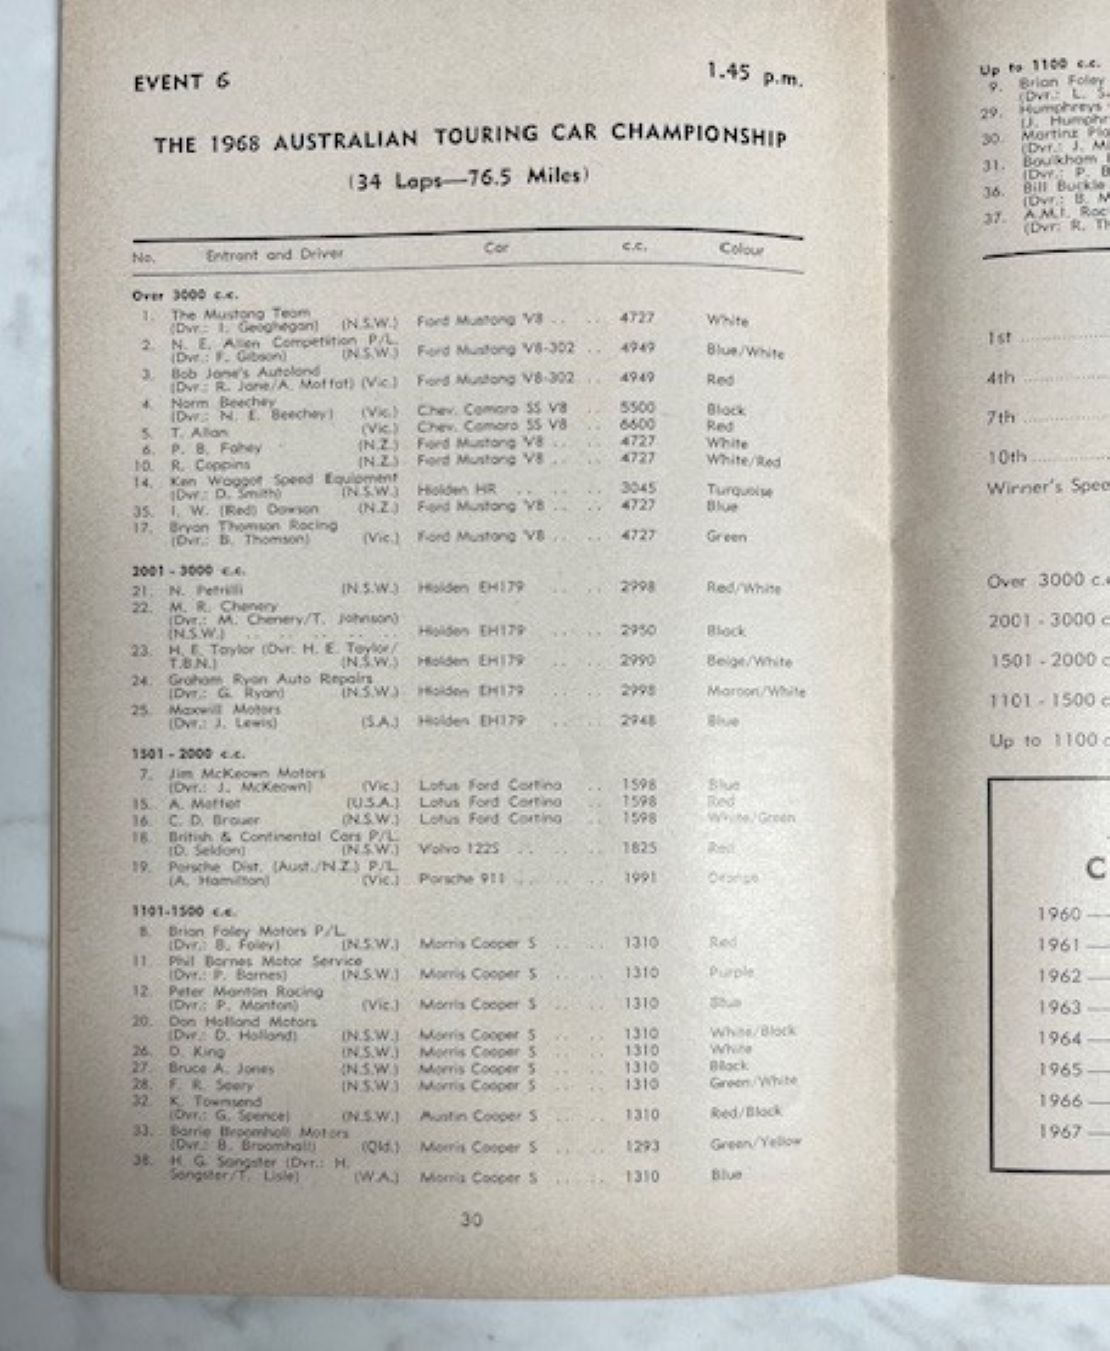 EVENT 6 1.45 p.m.
THE 1968 AUSTRALIAN TOURING CAR CHAMPIONSHIP
(34 Laps—76.5 Miles)
No. Entrant and Driver Car c.c. Colour
Over 3000 c.c.
1. The Mustang Team
(Dvr.: I. Geoghegan) (N.S.W.) Ford Mustang V8 .. .. 4727 White
2. N. E. Allen Competition P/L.
(Dvr.: F. Gibson) (N.S.W.) Ford Mustang V8-302 .. 4949 Blue/White
3. Bob Jane's Autoland
(Dvr.: R. Jane/A. Moffat) (Vic.) Ford Mustang V8-302 .. 4949 Red
4. Norm Beechey
(Dvr.: N. E. Beechey) (Vic.) Chev. Camaro SS V8 .. 5500 Black
5. T. Allan (Vic.) Chev. Camaro SS V8 .. 6600 Red
6. P. B. Fahey (N.Z.) Ford Mustang V8 .. .. 4727 White
10. R. Coppins (N.Z.) Ford Mustang V8 .. .. 4727 White/Red
14. Ken Waggot Speed Equipment
(Dvr.: D. Smith) (N.S.W.) Holden HR .. .. .. 3045 Turquoise
35. I. W. (Red) Dawson (N.Z.) Ford Mustang V8 .. .. 4727 Blue
17. Bryan Thomson Racing
(Dvr.: B. Thomson) (Vic.) Ford Mustang V8 .. .. 4727 Green
2001 - 3000 c.c.
21. N. Petrilli (N.S.W.) Holden EH179 .. .. 2998 Red/White
22. M. R. Chenery
(Dvr.: M. Chenery/T. Johnson)
(N.S.W.) .. .. .. .. .. Holden EH179 .. .. 2950 Black
23. H. E. Taylor (Dvr: H. E. Taylor/
T.B.N.) (N.S.W.) Holden EH179 .. .. 2990 Beige/White
24. Graham Ryan Auto Repairs
(Dvr.: G. Ryan) (N.S.W.) Holden EH179 .. .. 2998 Maroon/White
25. Maxwill Motors
(Dvr.: J. Lewis) (S.A.) Holden EH179 .. .. 2948 Blue
1501 - 2000 c.c.
7. Jim McKeown Motors
(Dvr.: J. McKeown) (Vic.) Lotus Ford Cortina .. 1598 Blue
15. A. Moffat (U.S.A.) Lotus Ford Cortina .. 1598 Red
16. C. D. Brauer (N.S.W.) Lotus Ford Cortina .. 1598 White/Green
18. British & Continental Cars P/L.
(D. Seldon) (N.S.W.) Volvo 122S .. .. .. 1825 Red
19. Porsche Dist. (Aust./N.Z.) P/L.
(A. Hamilton) (Vic.) Porsche 911 .. .. .. 1991 Orange
1101-1500 c.c.
8. Brian Foley Motors P/L.
(Dvr.: B. Foley) (N.S.W.) Morris Cooper S .. .. 1310 Red
11. Phil Barnes Motor Service
(Dvr.: P. Barnes) (N.S.W.) Morris Cooper S .. .. 1310 Purple
12. Peter Manton Racing
(Dvr.: P. Manton) (Vic.) Morris Cooper S .. .. 1310 Blue
20. Don Holland Motors
(Dvr.: D. Holland) (N.S.W.) Morris Cooper S .. .. 1310 White/Black
26. D. King (N.S.W.) Morris Cooper S .. .. 1310 White
27. Bruce A. Jones (N.S.W.) Morris Cooper S .. .. 1310 Black
28. F. R. Seery (N.S.W.) Morris Cooper S .. .. 1310 Green/White
32. K. Townsend
(Dvr.: G. Spence) (N.S.W.) Austin Cooper S .. .. 1310 Red/Black
33. Barrie Broomhall Motors
(Dvr.: B. Broomhall) (Qld.) Morris Cooper S .. .. 1293 Green/Yellow
38. H. G. Sangster (Dvr.: H.
Sangster/T. Lisle) (W.A.) Morris Cooper S .. .. 1310 Blue
30
Up to 1100 c.c.
9. Brian Foley
(Dvr.: L.
29. Humphreys
(J. Humphr
30. Martins
(Dvr.: J.
31. Baulkham
(Dvr.: P.
36. Bill Buckle
(Dvr.: B.
37. A.M.I.
(Dvr: R.
1st
4th
7th
10th
Winner's
Over 3000
2001 - 3000
1501 - 2000
1101 - 1500
Up to 1100
C
1960
1961
1962
1963
1964
1965
1966
1967